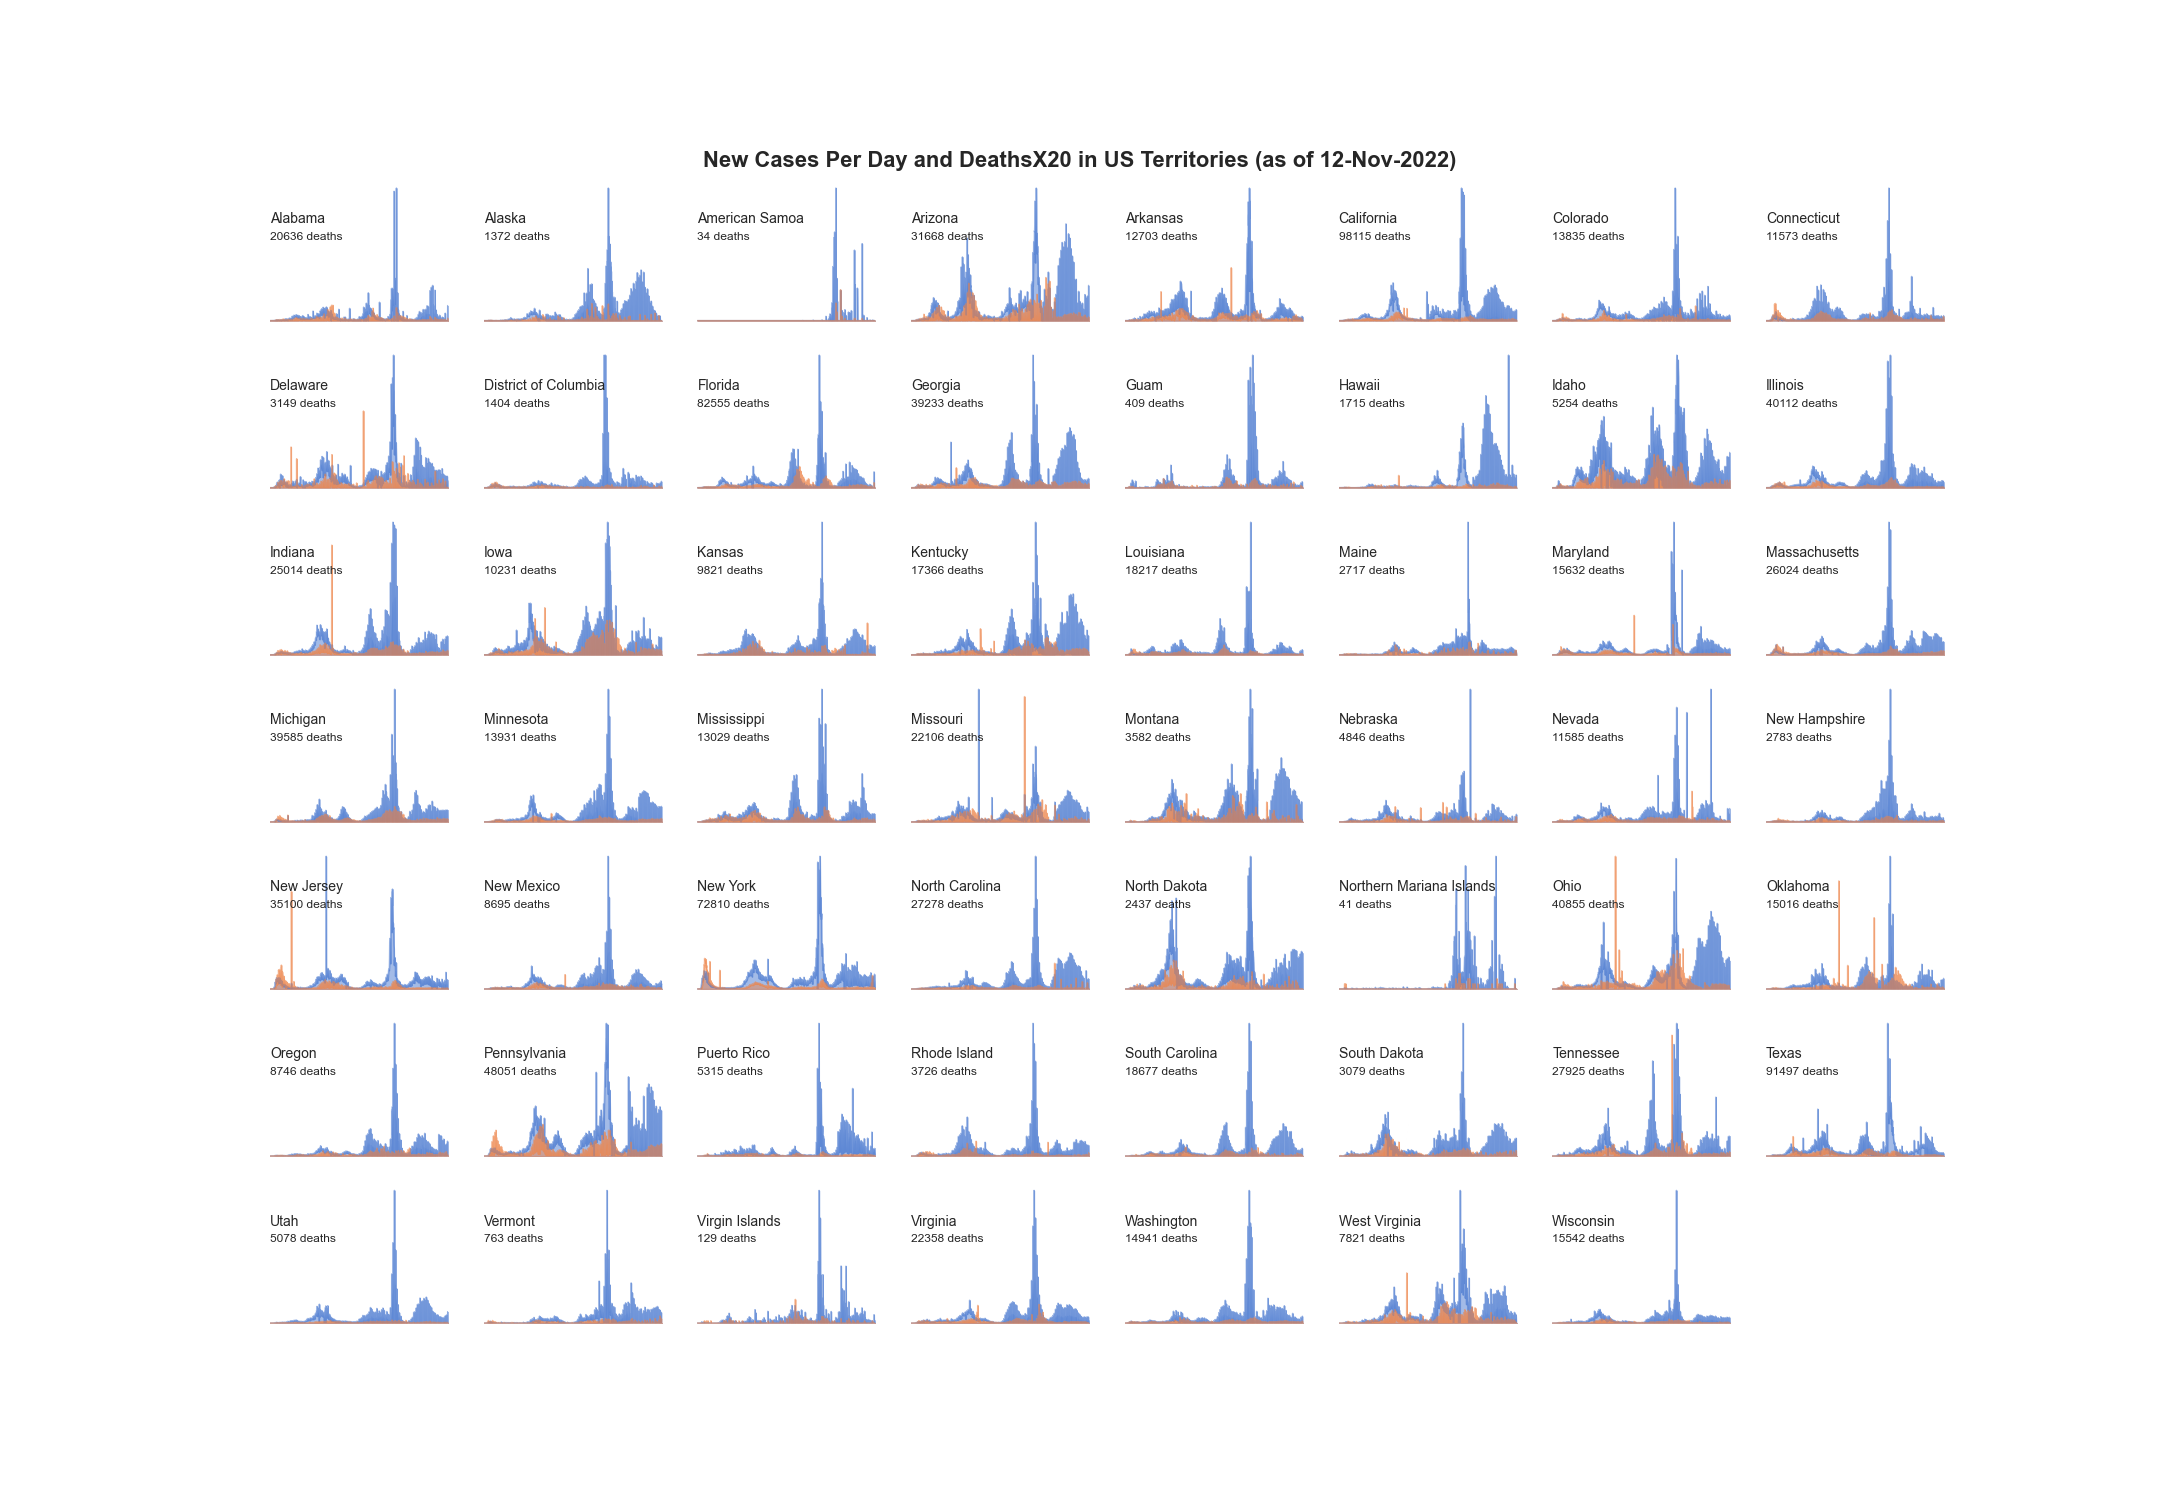 New Cases Per Day and DeathsX20 in US Territories (as of 12-Nov-2022)
Alabama
20636 deaths
Alaska
1372 deaths
American Samoa
34 deaths
Arizona
31668 deaths
Arkansas
12703 deaths
California
98115 deaths
Colorado
13835 deaths
Connecticut
11573 deaths
Delaware
3149 deaths
District of Columbia
1404 deaths
Florida
82555 deaths
Georgia
39233 deaths
Guam
409 deaths
Hawaii
1715 deaths
Idaho
5254 deaths
Illinois
40112 deaths
Indiana
25014 deaths
Iowa
10231 deaths
Kansas
9821 deaths
Kentucky
17366 deaths
Louisiana
18217 deaths
Maine
2717 deaths
Maryland
15632 deaths
Massachusetts
26024 deaths
Michigan
39585 deaths
Minnesota
13931 deaths
Mississippi
13029 deaths
Missouri
22106 deaths
Montana
3582 deaths
Nebraska
4846 deaths
Nevada
11585 deaths
New Hampshire
2783 deaths
New Jersey
35100 deaths
New Mexico
8695 deaths
New York
72810 deaths
North Carolina
27278 deaths
North Dakota
2437 deaths
Northern Mariana Islands
41 deaths
Ohio
40855 deaths
Oklahoma
15016 deaths
Oregon
8746 deaths
Pennsylvania
48051 deaths
Puerto Rico
5315 deaths
Rhode Island
3726 deaths
South Carolina
18677 deaths
South Dakota
3079 deaths
Tennessee
27925 deaths
Texas
91497 deaths
Utah
5078 deaths
Vermont
763 deaths
Virgin Islands
129 deaths
Virginia
22358 deaths
Washington
14941 deaths
West Virginia
7821 deaths
Wisconsin
15542 deaths